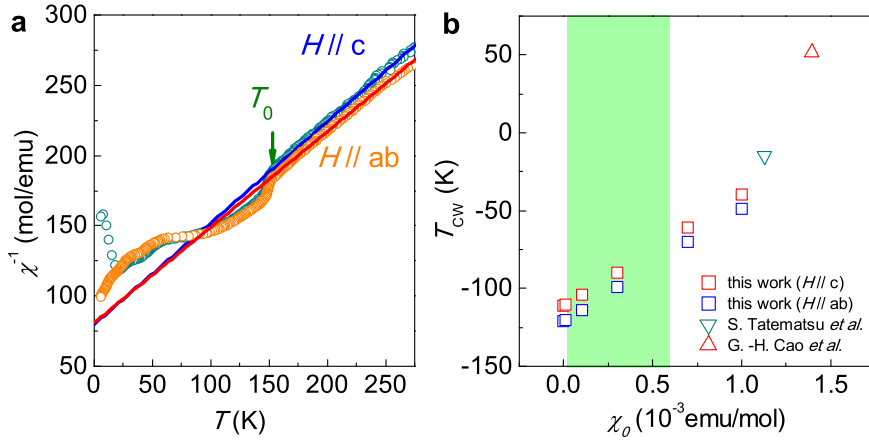 a
χ⁻¹ (mol/emu)
300
250
200
150
100
50
H // c
T₀
H // ab
0
50
100
150
200
250
T (K)
b
T_CW (K)
50
0
-50
-100
-150
this work (H// c)
this work (H// ab)
S. Tatematsu et al.
G. -H. Cao et al.
0.0
0.5
1.0
1.5
χ₀ (10⁻³emu/mol)